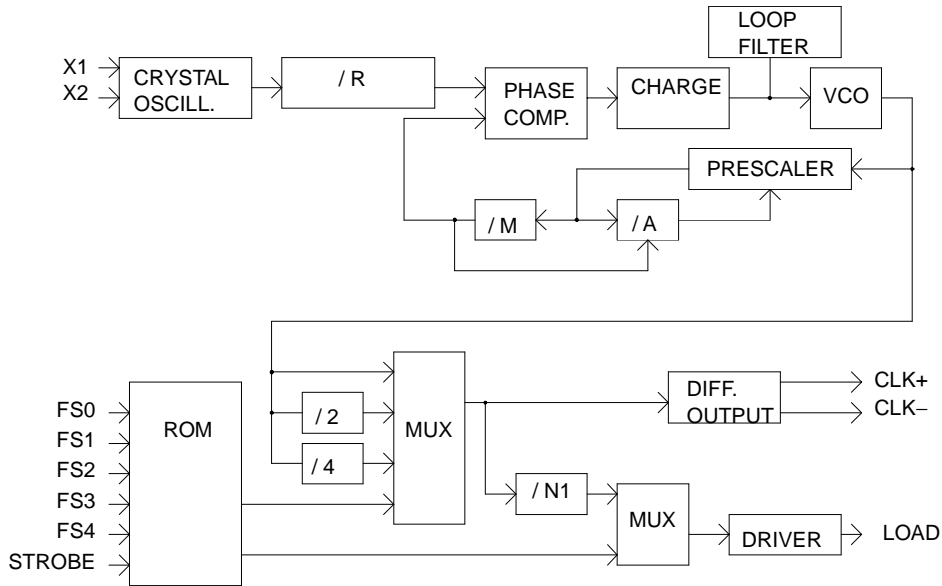 LOOP
FILTER
X1
X2
CRYSTAL
OSCILL.
/ R
PHASE
COMP.
CHARGE
VCO
PRESCALER
/ M
/ A
FS0
FS1
FS2
FS3
FS4
STROBE
ROM
/ 2
/ 4
MUX
DIFF.
OUTPUT
CLK+
CLK−
/ N1
MUX
DRIVER
LOAD